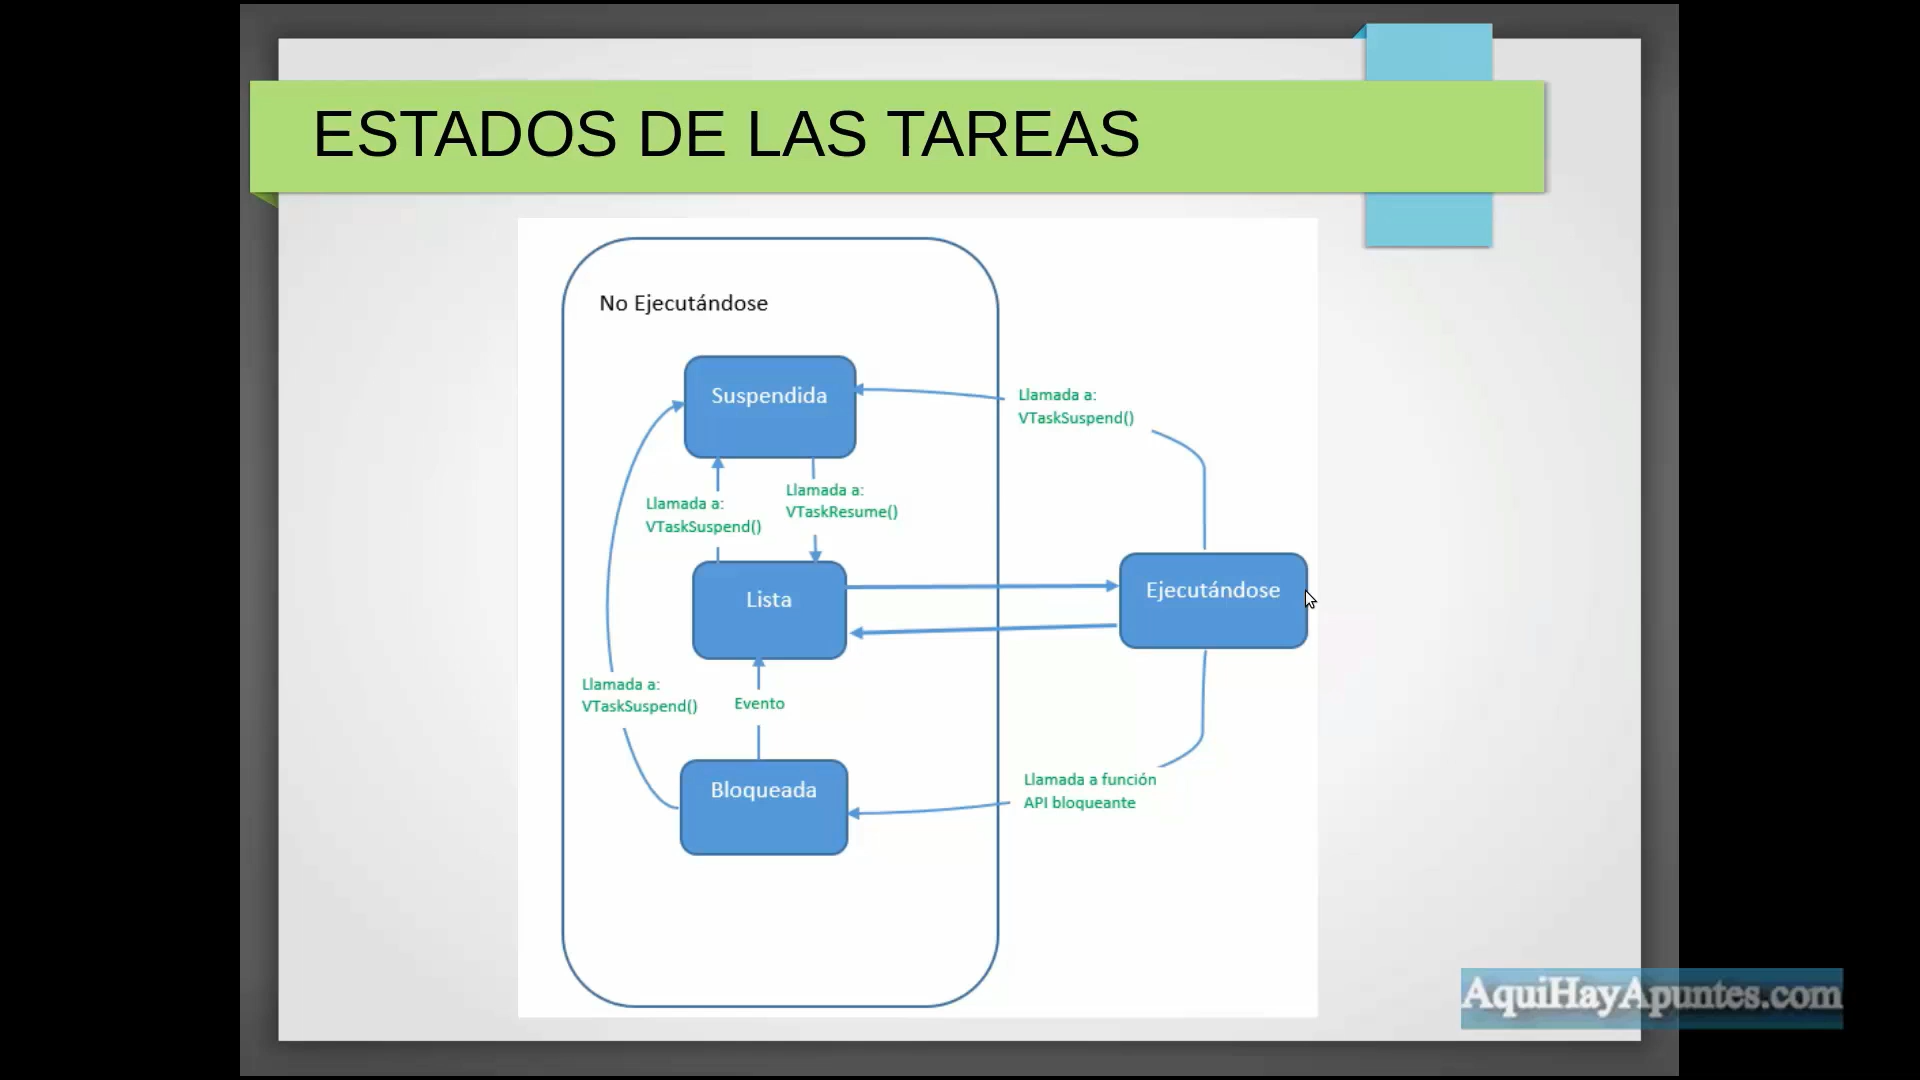 ESTADOS DE LAS TAREAS
No Ejecutándose
Suspendida
Llamada a:
VTaskSuspend()
Llamada a:
VTaskSuspend()
Llamada a:
VTaskResume()
Lista
Ejecutándose
Llamada a:
VTaskSuspend()
Evento
Bloqueada
Llamada a función
API bloqueante
AquiHayApuntes.com